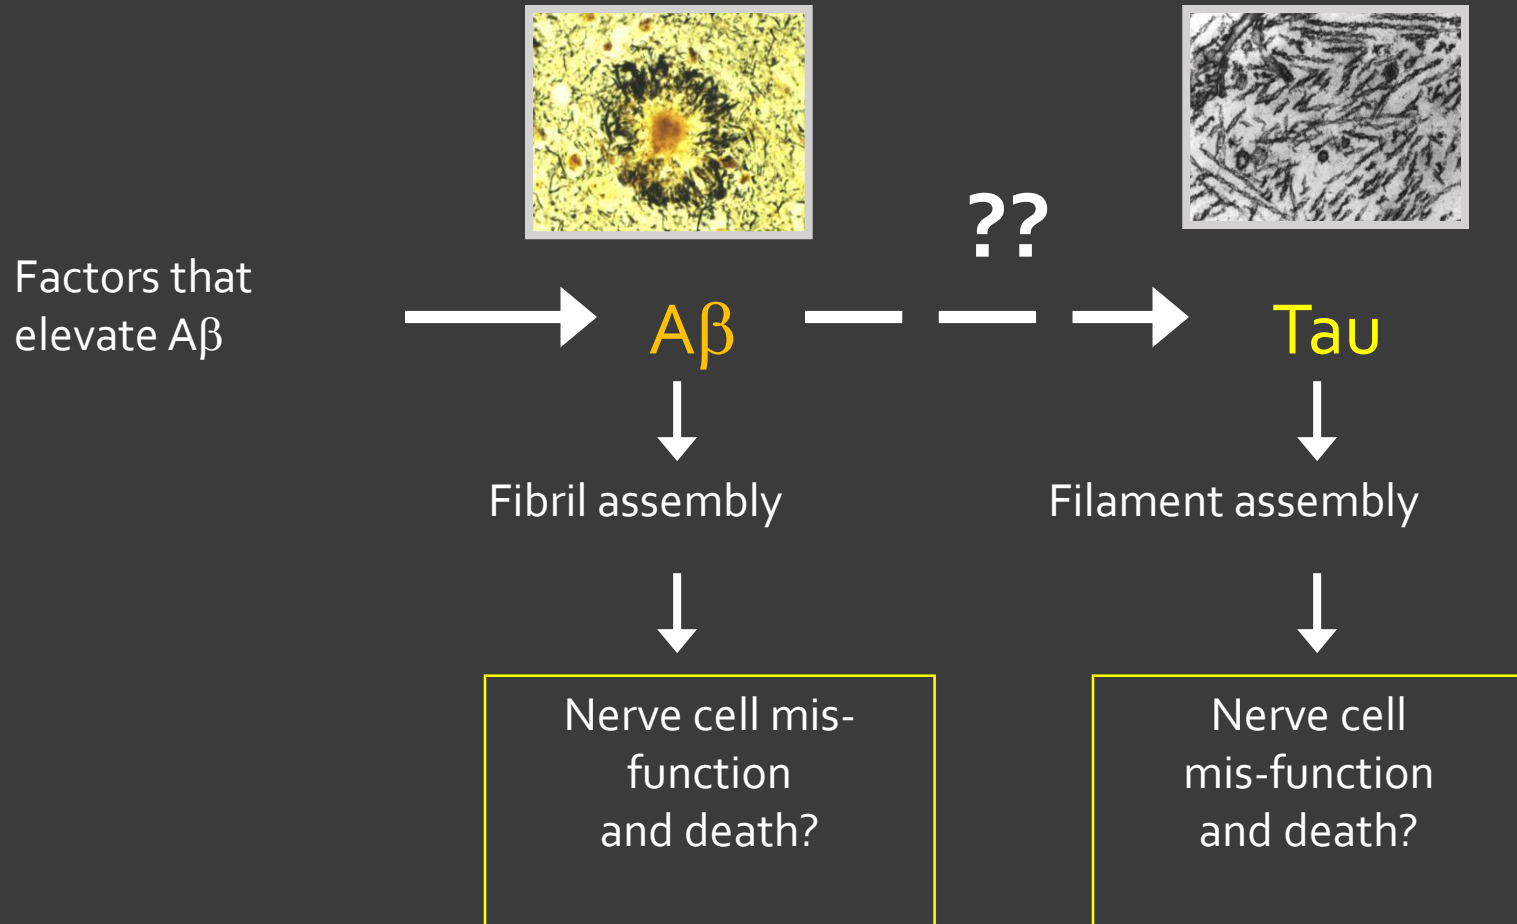 ??
Factors that
elevate Aβ
Aβ
Tau
Fibril assembly
Filament assembly
Nerve cell mis-
function
and death?
Nerve cell
mis-function
and death?